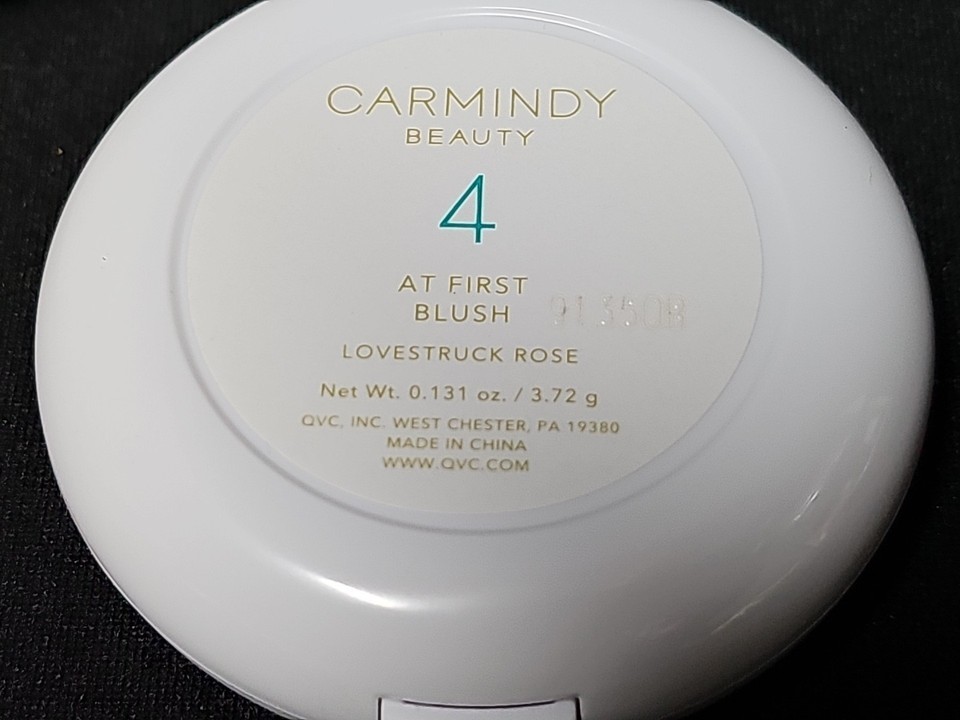 CARMINDY
BEAUTY
4
AT FIRST
BLUSH
LOVESTRUCK ROSE
Net Wt. 0.131 oz. / 3.72 g
QVC, INC. WEST CHESTER, PA 19380
MADE IN CHINA
WWW.QVC.COM